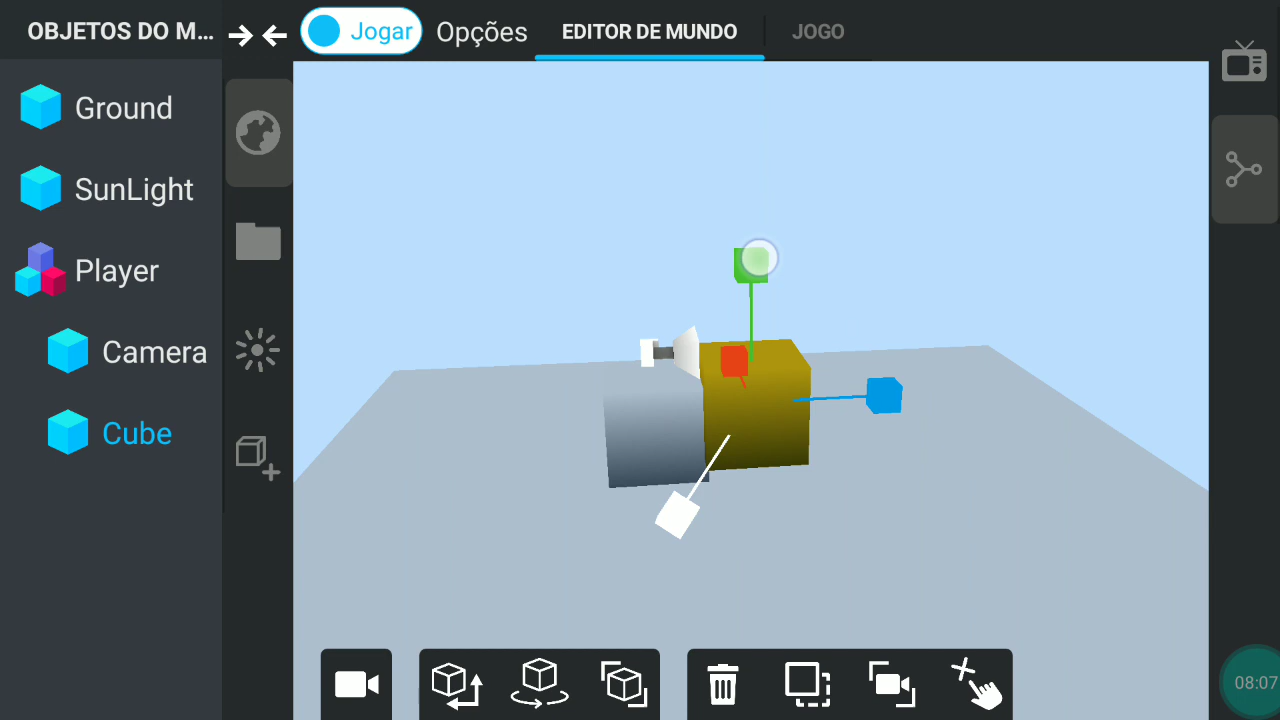 OBJETOS DO M...
Jogar
Opções
EDITOR DE MUNDO
JOGO
Ground
SunLight
Player
Camera
Cube
08:07